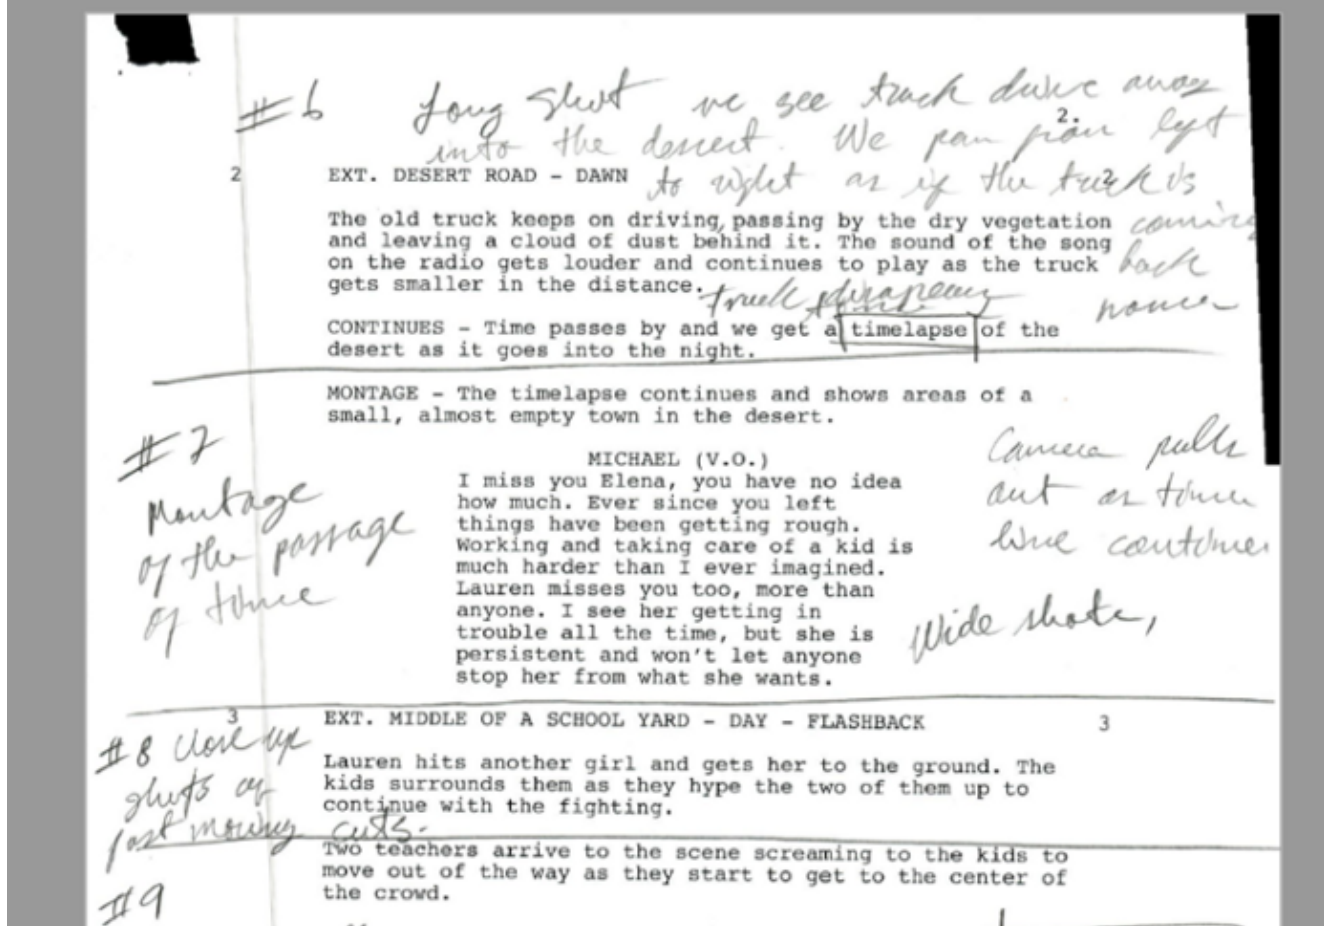 #6 Long Shot we see truck drive away
2.
into the desert. We pan from left
2 EXT. DESERT ROAD - DAWN 2
to right as if the truck is
The old truck keeps on driving, passing by the dry vegetation
coming
and leaving a cloud of dust behind it. The sound of the song
on the radio gets louder and continues to play as the truck
back
gets smaller in the distance.
truck
CONTINUES - Time passes by and we get a timelapse of the
desert as it goes into the night.
MONTAGE - The timelapse continues and shows areas of a
small, almost empty town in the desert.
#7
Montage
of the passage
of time
MICHAEL (V.O.)
I miss you Elena, you have no idea
how much. Ever since you left
things have been getting rough.
Working and taking care of a kid is
much harder than I ever imagined.
Lauren misses you too, more than
anyone. I see her getting in
trouble all the time, but she is
persistent and won't let anyone
stop her from what she wants.
Camera pulls
out as time
line continues
Wide shots,
3 EXT. MIDDLE OF A SCHOOL YARD - DAY - FLASHBACK 3
#8 Close up
shots of
fast moving cuts.
Lauren hits another girl and gets her to the ground. The
kids surrounds them as they hype the two of them up to
continue with the fighting.
Two teachers arrive to the scene screaming to the kids to
move out of the way as they start to get to the center of
the crowd.
#9